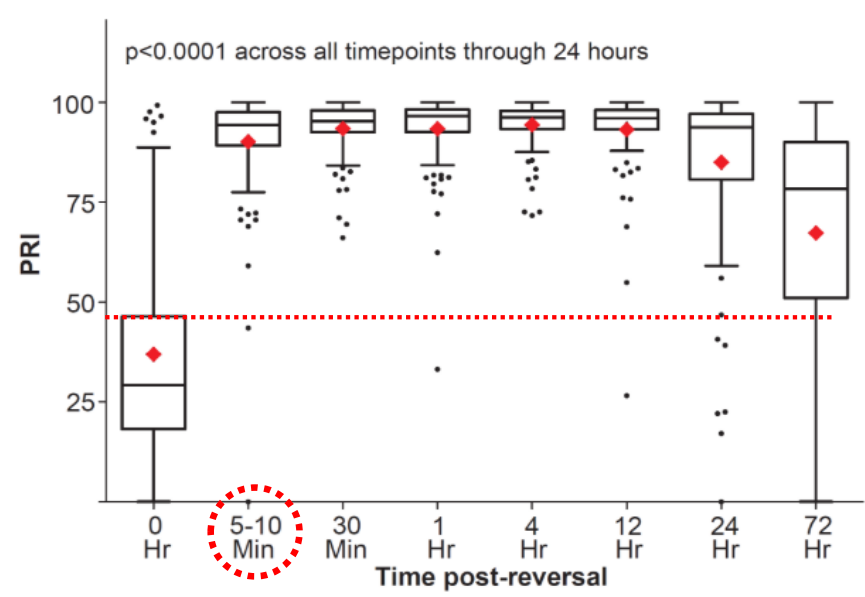 p<0.0001 across all timepoints through 24 hours
100
75
50
25
PRI
0 5-10 30 1 4 12 24 72
Hr Min Min Hr Hr Hr Hr Hr
Time post-reversal